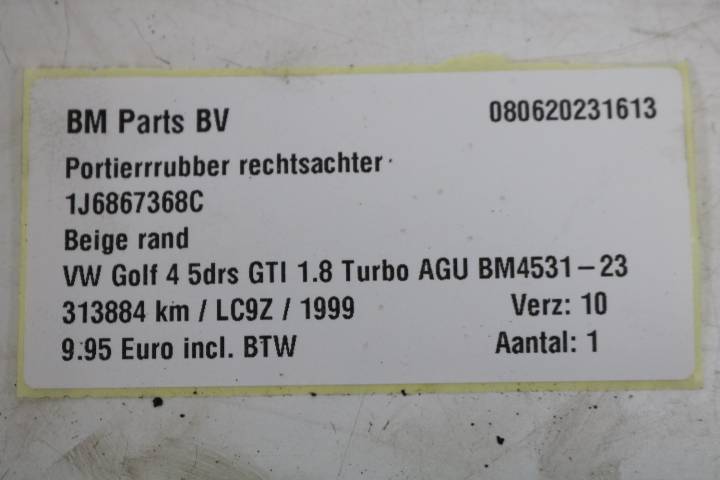 BM Parts BV 080620231613
Portierrrubber rechtsachter
1J6867368C
Beige rand
VW Golf 4 5drs GTI 1.8 Turbo AGU BM4531-23
313884 km / LC9Z / 1999 Verz: 10
9.95 Euro incl. BTW Aantal: 1